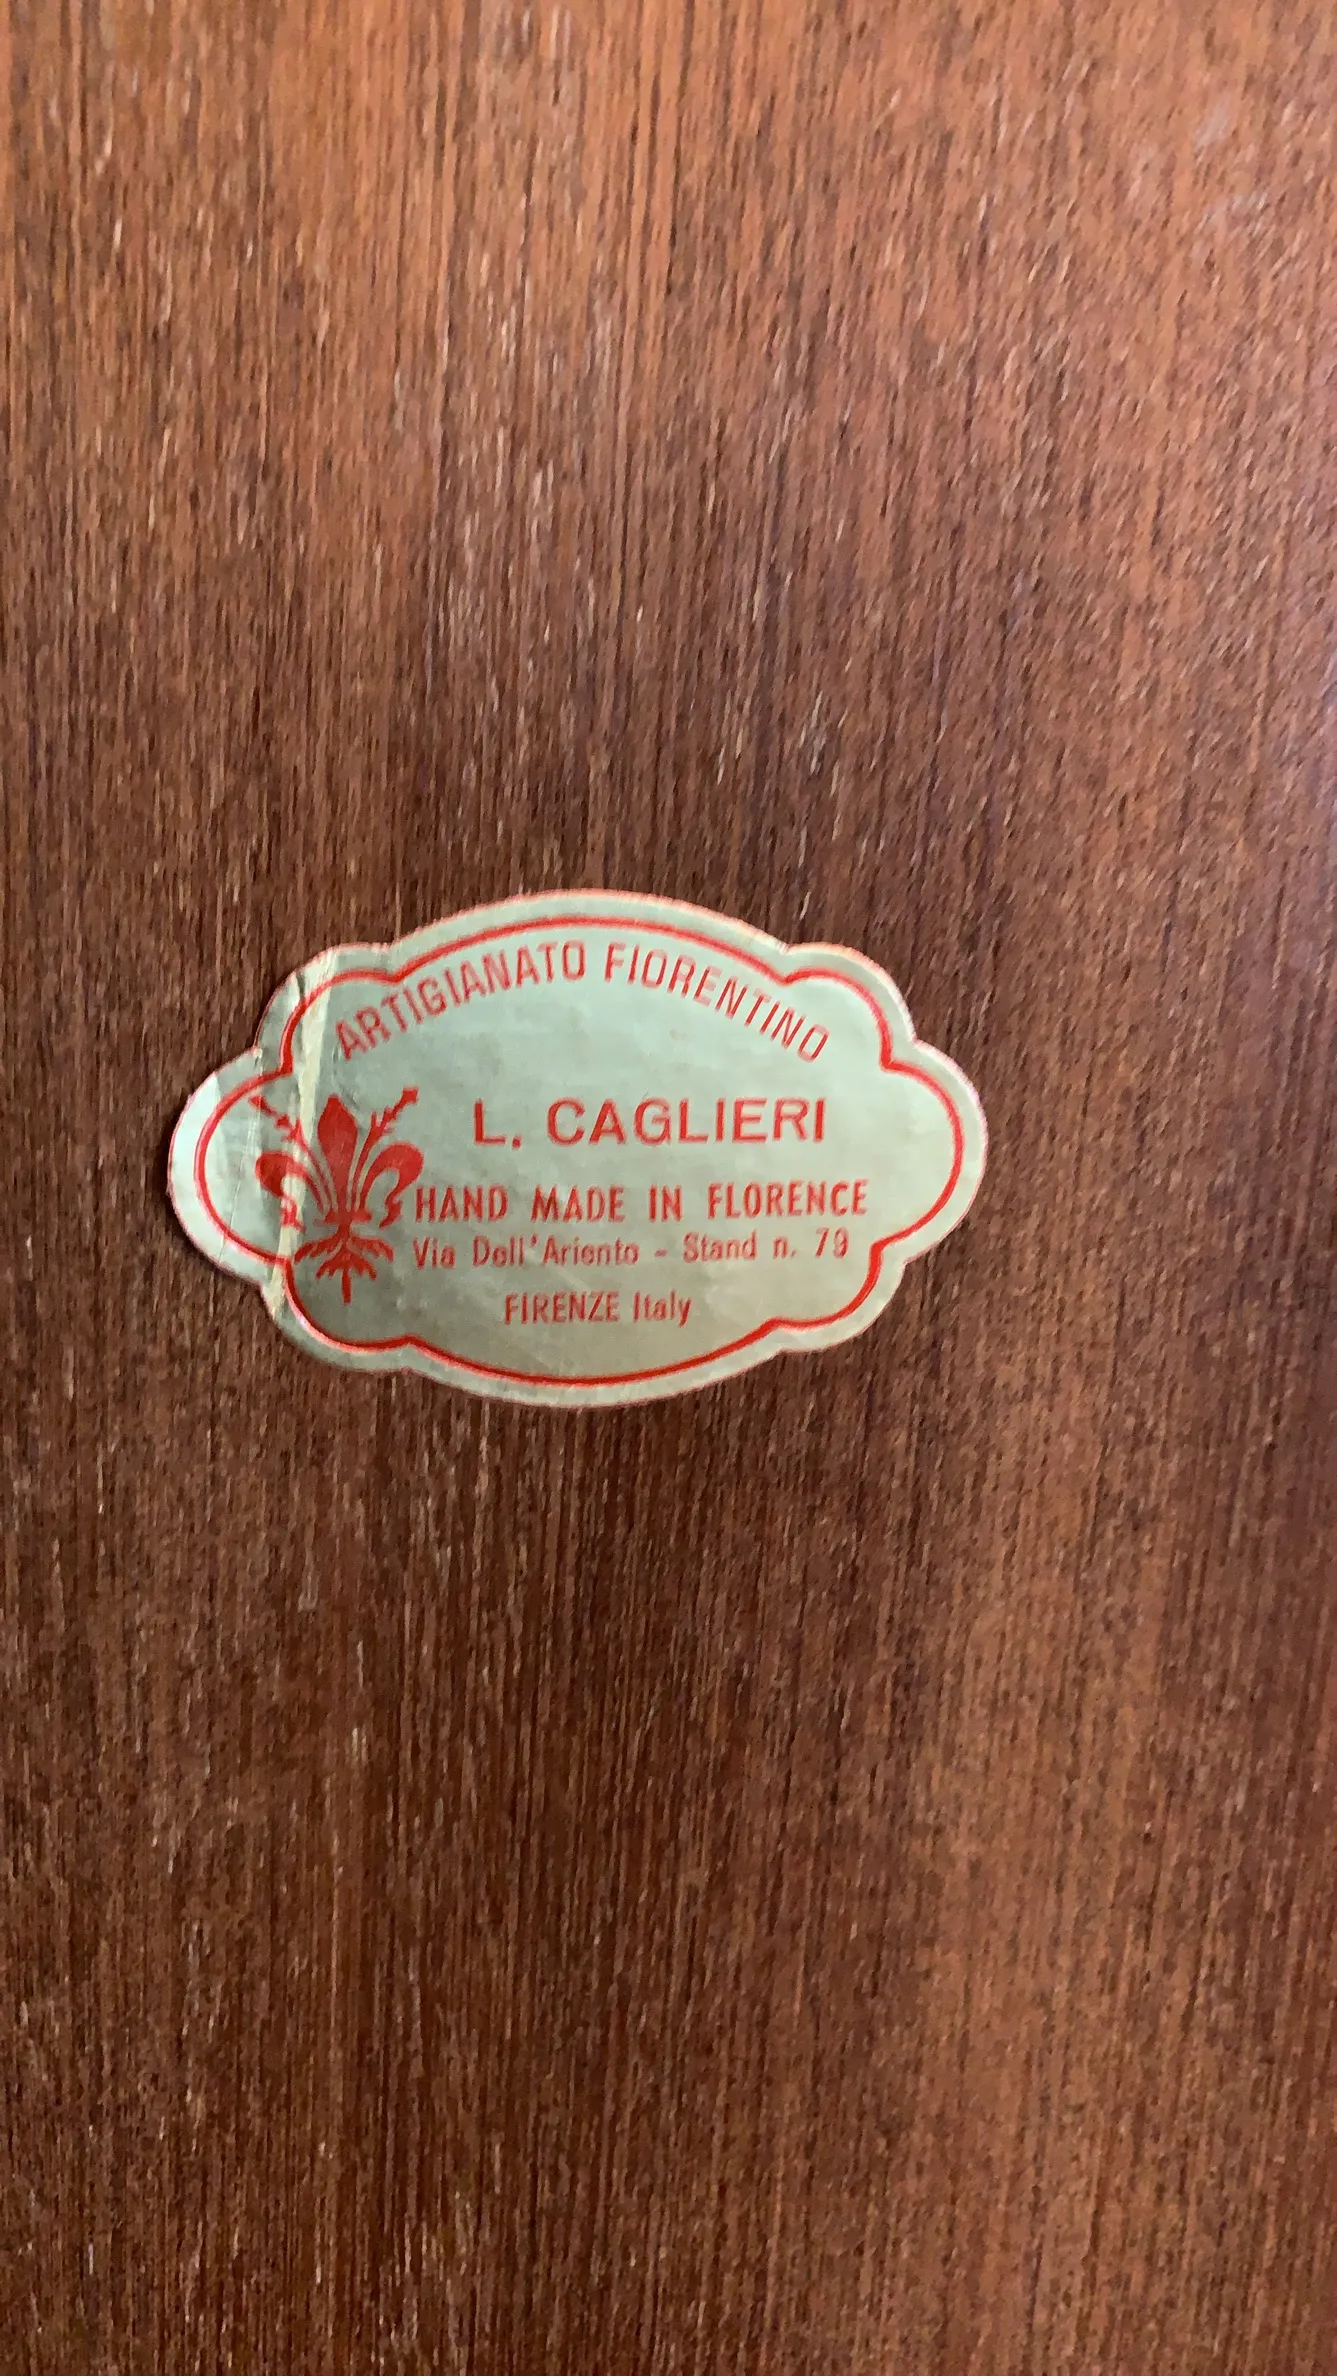 ARTIGIANATO FIORENTINO
L. CAGLIERI
HAND MADE IN FLORENCE
Via Dell'Ariento - Stand n. 79
FIRENZE Italy